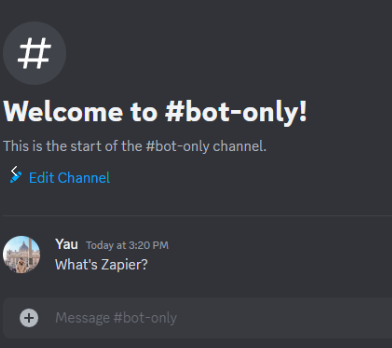 #
Welcome to #bot-only!
This is the start of the #bot-only channel.
Edit Channel
Yau Today at 3:20 PM
What's Zapier?
Message #bot-only